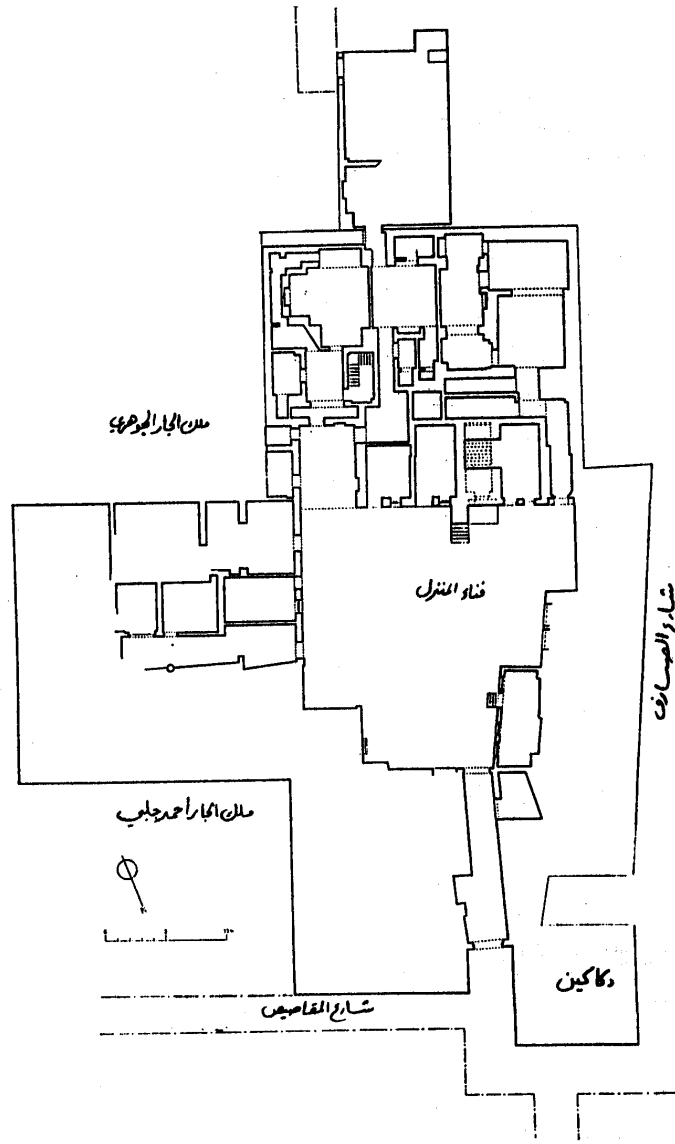 ملك الجار الجوهري
فناء المنزل
شارع الصيارف
ملك الجار أحمد جلبي
دكاكين
شارع المقاصيص